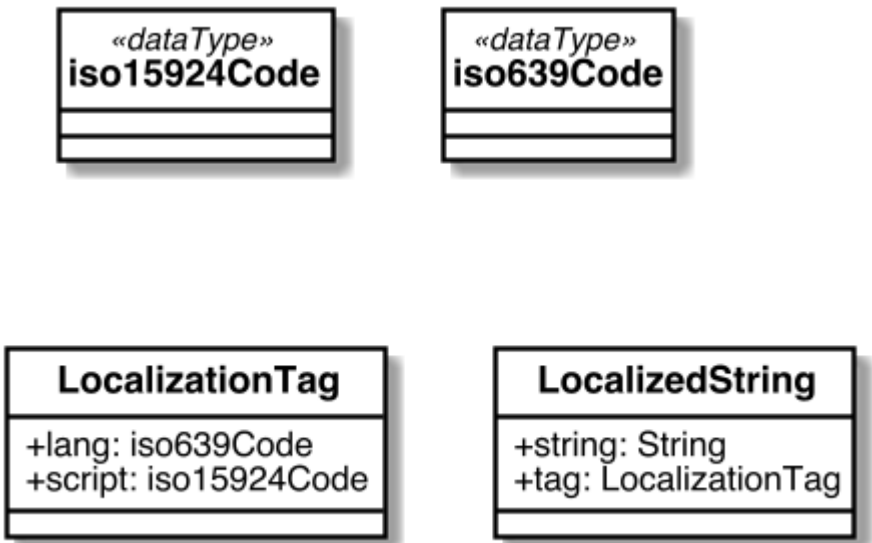 «dataType»
iso15924Code
«dataType»
iso639Code
LocalizationTag
+lang: iso639Code
+script: iso15924Code
LocalizedString
+string: String
+tag: LocalizationTag